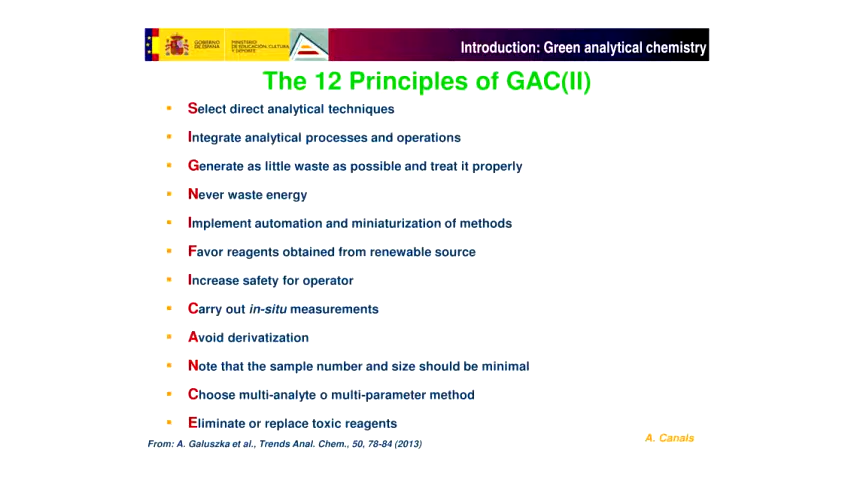 GOBIERNO
DE ESPAÑA
MINISTERIO
DE EDUCACIÓN, CULTURA
Y DEPORTE
Introduction: Green analytical chemistry
The 12 Principles of GAC(II)
Select direct analytical techniques
Integrate analytical processes and operations
Generate as little waste as possible and treat it properly
Never waste energy
Implement automation and miniaturization of methods
Favor reagents obtained from renewable source
Increase safety for operator
Carry out in-situ measurements
Avoid derivatization
Note that the sample number and size should be minimal
Choose multi-analyte o multi-parameter method
Eliminate or replace toxic reagents
From: A. Galuszka et al., Trends Anal. Chem., 50, 78-84 (2013)
A. Canals